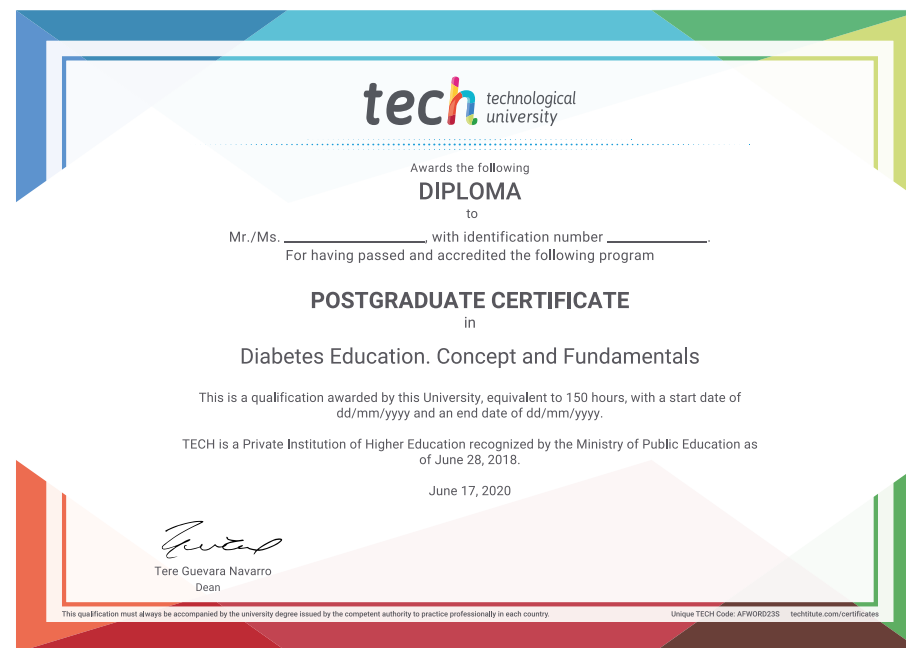 tech technological
university
Awards the following
DIPLOMA
to
Mr./Ms. ____________________, with identification number ______________.
For having passed and accredited the following program
POSTGRADUATE CERTIFICATE
in
Diabetes Education. Concept and Fundamentals
This is a qualification awarded by this University, equivalent to 150 hours, with a start date of
dd/mm/yyyy and an end date of dd/mm/yyyy.
TECH is a Private Institution of Higher Education recognized by the Ministry of Public Education as
of June 28, 2018.
June 17, 2020
Tere Guevara Navarro
Dean
This qualification must always be accompanied by the university degree issued by the competent authority to practice professionally in each country.
Unique TECH Code: AFWORD23S techtitute.com/certificates